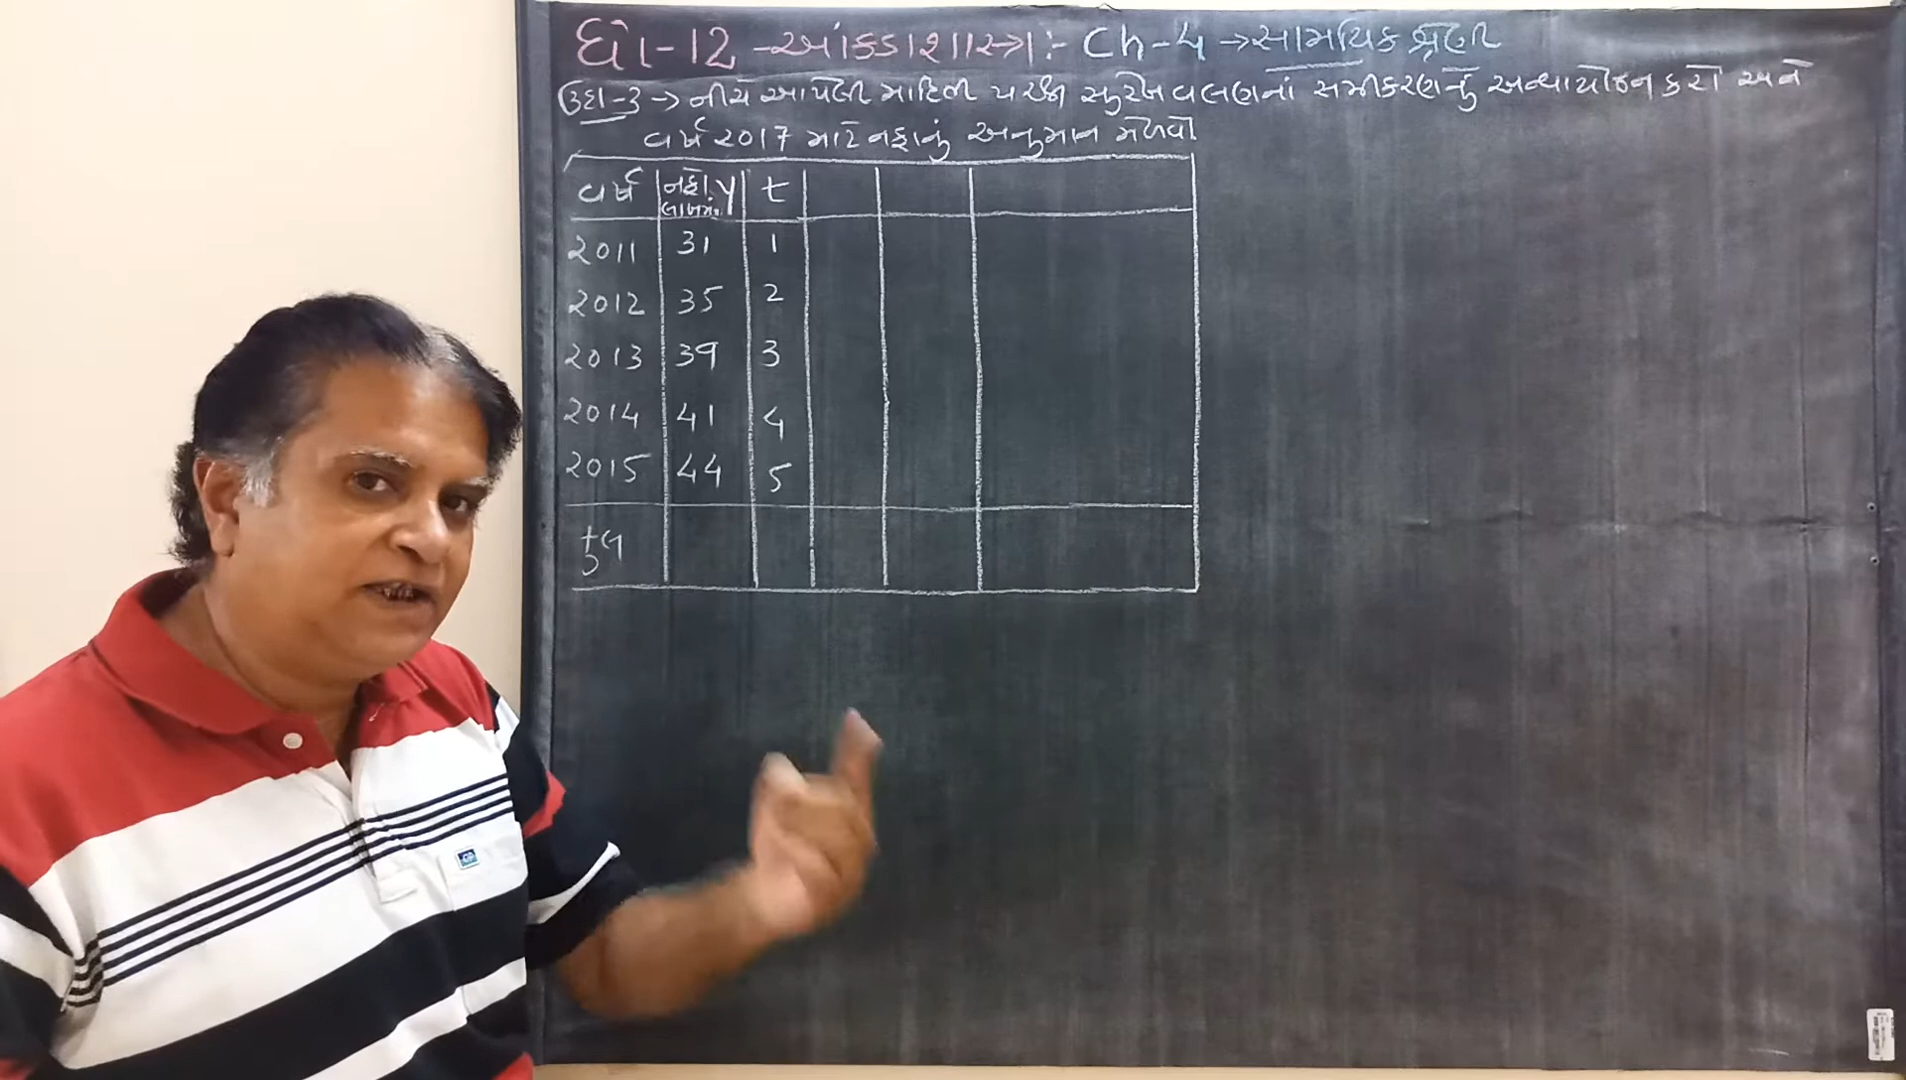 ધો-12 - આંકડાશાસ્ત્ર :- Ch-4 → સામયિક શ્રેણી
ઉદા-3 → નીચે આપેલી માહિતી પરથી સુરેખ વલણનાં સમીકરણનું અન્વાયોજન કરો અને
વર્ષ 2017 માટે નફાનું અનુમાન મેળવો
વર્ષ નફો y t
લાખમાં રૂ.
2011 31 1
2012 35 2
2013 39 3
2014 41 4
2015 44 5
કુલ